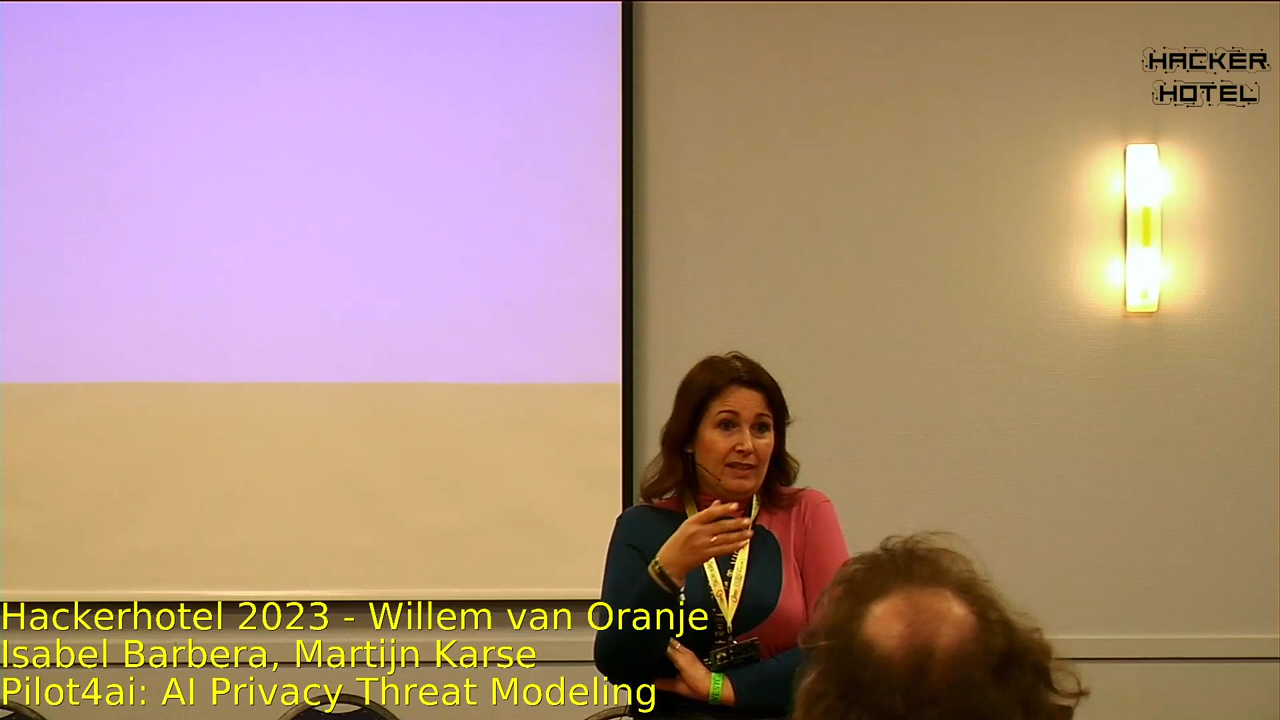 HACKER
HOTEL
Hackerhotel 2023 - Willem van Oranje
Isabel Barbera, Martijn Karse
Pilot4ai: AI Privacy Threat Modeling